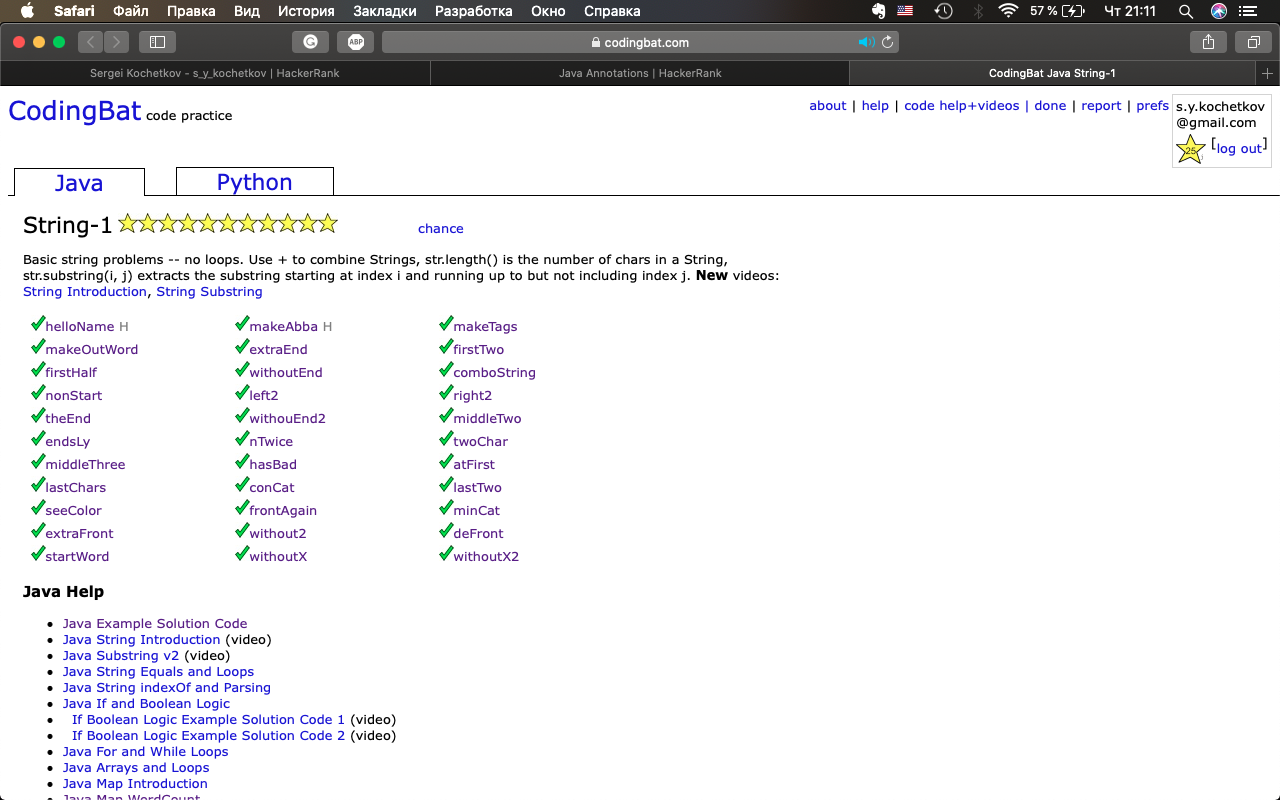 Safari Файл Правка Вид История Закладки Разработка Окно Справка 57 % Чт 21:11
ABP codingbat.com
Sergei Kochetkov - s_y_kochetkov | HackerRank Java Annotations | HackerRank CodingBat Java String-1 +
CodingBat code practice
about | help | code help+videos | done | report | prefs
s.y.kochetkov
@gmail.com
25 [log out]
Java Python
String-1 chance
Basic string problems -- no loops. Use + to combine Strings, str.length() is the number of chars in a String,
str.substring(i, j) extracts the substring starting at index i and running up to but not including index j. New videos:
String Introduction, String Substring
helloName H makeAbba H makeTags
makeOutWord extraEnd firstTwo
firstHalf withoutEnd comboString
nonStart left2 right2
theEnd withouEnd2 middleTwo
endsLy nTwice twoChar
middleThree hasBad atFirst
lastChars conCat lastTwo
seeColor frontAgain minCat
extraFront without2 deFront
startWord withoutX withoutX2
Java Help
• Java Example Solution Code
• Java String Introduction (video)
• Java Substring v2 (video)
• Java String Equals and Loops
• Java String indexOf and Parsing
• Java If and Boolean Logic
• If Boolean Logic Example Solution Code 1 (video)
• If Boolean Logic Example Solution Code 2 (video)
• Java For and While Loops
• Java Arrays and Loops
• Java Map Introduction
• Java Map WordCount